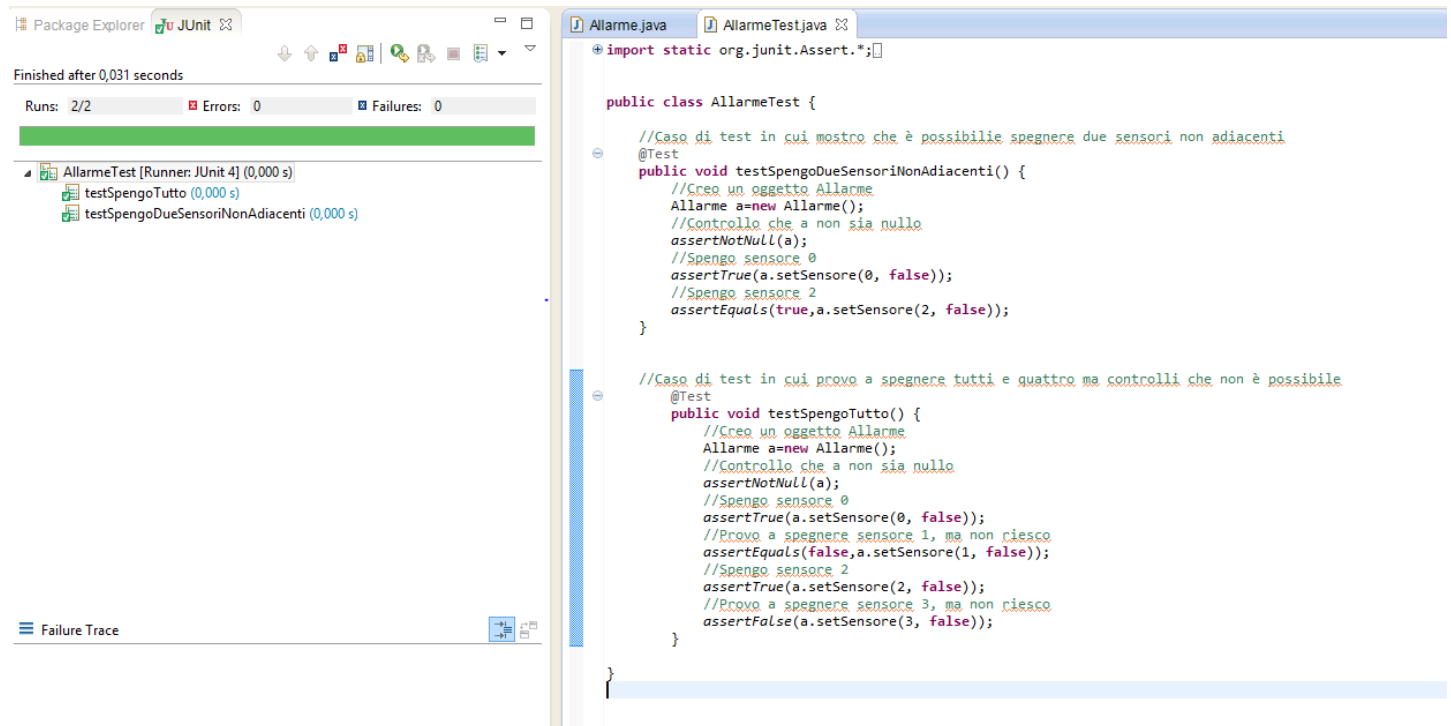 Package Explorer JUnit
Finished after 0,031 seconds
Runs: 2/2 Errors: 0 Failures: 0
AllarmeTest [Runner: JUnit 4] (0,000 s)
testSpengoTutto (0,000 s)
testSpengoDueSensoriNonAdiacenti (0,000 s)
Failure Trace
Allarme.java AllarmeTest.java
import static org.junit.Assert.*;
public class AllarmeTest {
//Caso di test in cui mostro che è possibilie spegnere due sensori non adiacenti
@Test
public void testSpengoDueSensoriNonAdiacenti() {
//Creo un oggetto Allarme
Allarme a=new Allarme();
//Controllo che a non sia nullo
assertNotNull(a);
//Spengo sensore 0
assertTrue(a.setSensore(0, false));
//Spengo sensore 2
assertEquals(true,a.setSensore(2, false));
}
//Caso di test in cui provo a spegnere tutti e quattro ma controlli che non è possibile
@Test
public void testSpengoTutto() {
//Creo un oggetto Allarme
Allarme a=new Allarme();
//Controllo che a non sia nullo
assertNotNull(a);
//Spengo sensore 0
assertTrue(a.setSensore(0, false));
//Provo a spegnere sensore 1, ma non riesco
assertEquals(false,a.setSensore(1, false));
//Spengo sensore 2
assertTrue(a.setSensore(2, false));
//Provo a spegnere sensore 3, ma non riesco
assertFalse(a.setSensore(3, false));
}
}